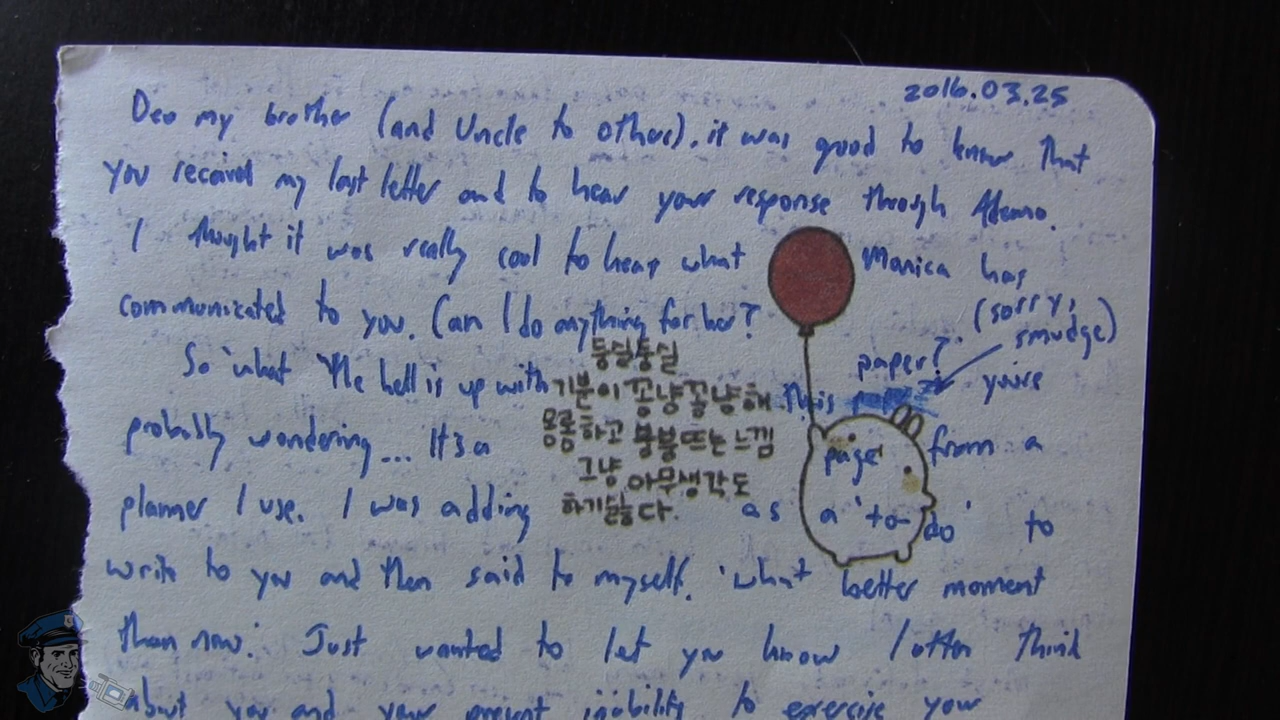 2016.03.25
Dear my brother (and Uncle to others), it was good to know that
you received my last letter and to hear your response through Ademo.
I thought it was really cool to hear what Monica has
communicated to you. Can I do anything for her?
(sorry,
smudge)
So 'what the hell is up with this paper?' you're
둥실둥실
기분이 꽁냥꽁냥해
몽롱하고 붕붕뜨는 느낌
그냥 아무생각도
하기싫다.
probably wondering... It's a page from a
planner I use. I was adding as a 'to-do' to
write to you and then said to myself. 'what better moment
than now.' Just wanted to let you know I often think
about you and your present inability to exercise your